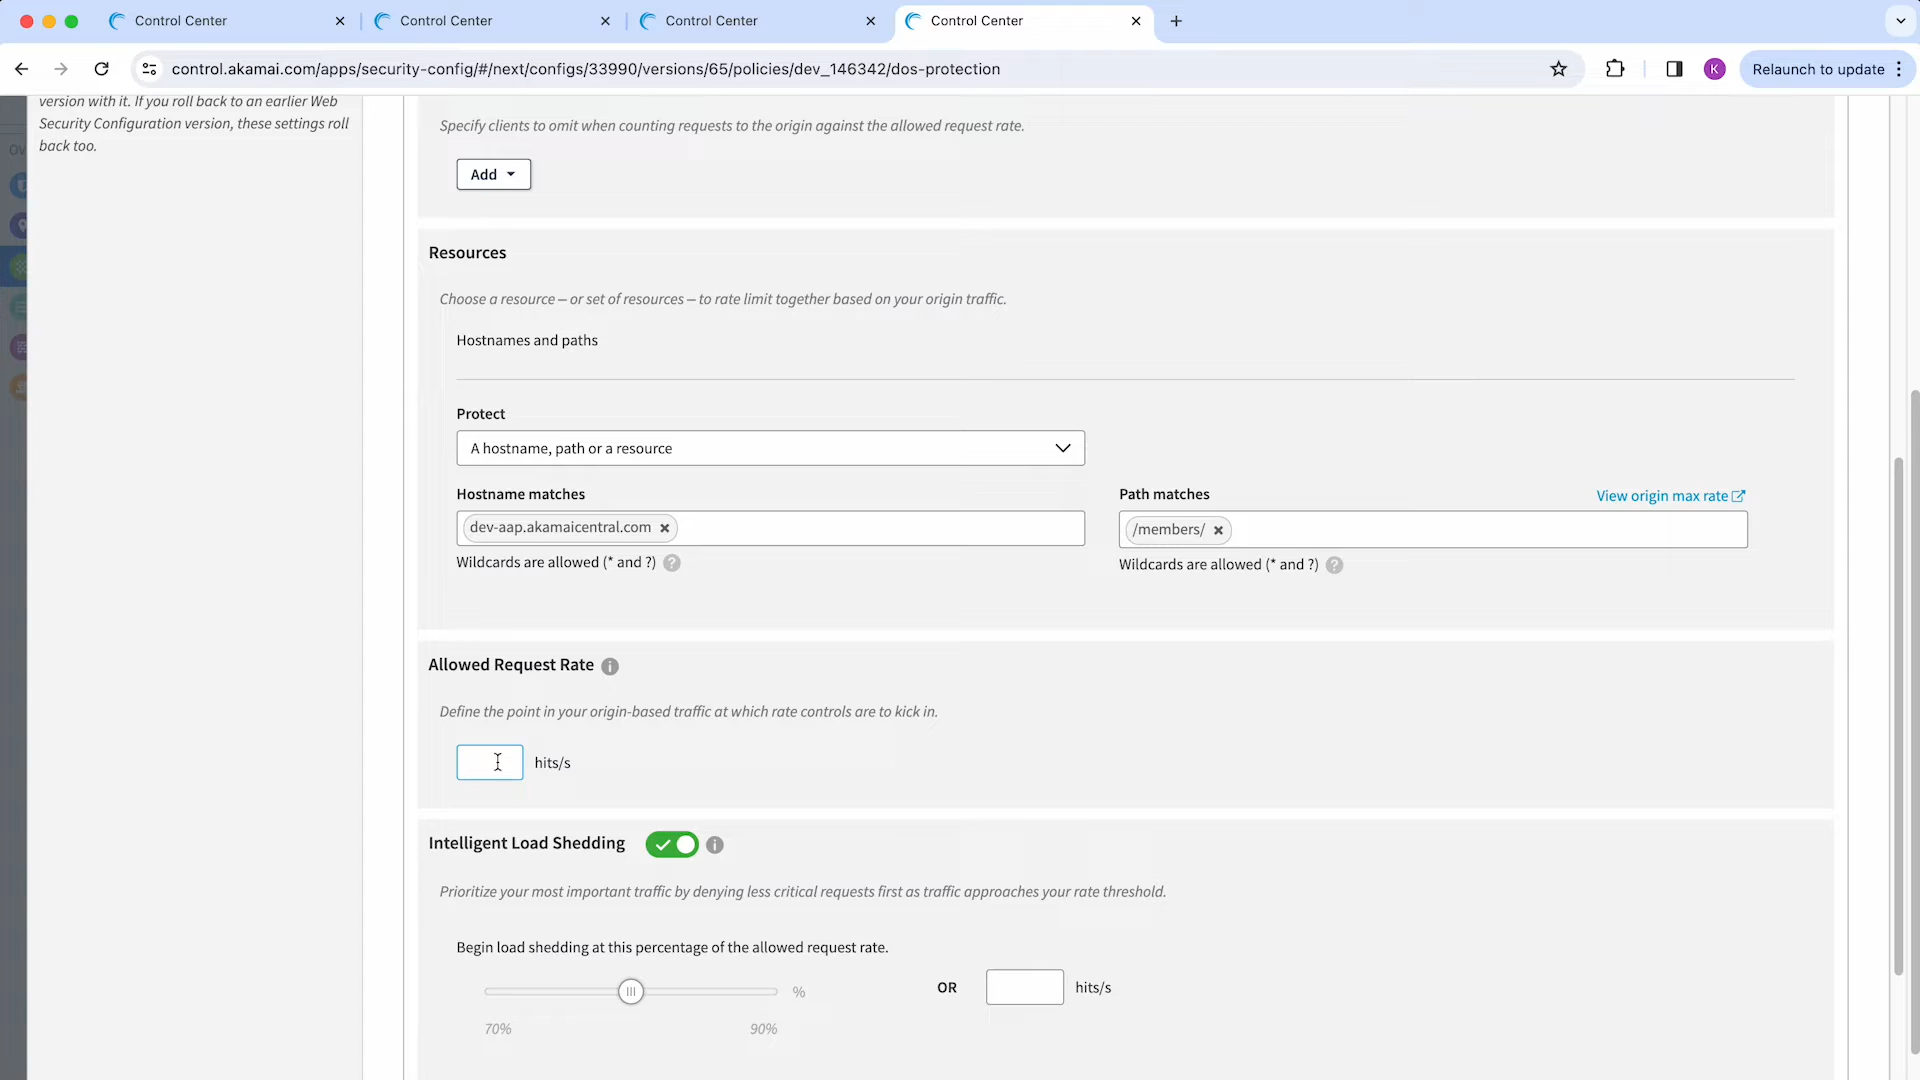 Control Center
Control Center
Control Center
Control Center
control.akamai.com/apps/security-config/#/next/configs/33990/versions/65/policies/dev_146342/dos-protection
K
Relaunch to update
version with it. If you roll back to an earlier Web
Security Configuration version, these settings roll
back too.
Ov
Specify clients to omit when counting requests to the origin against the allowed request rate.
Add
Resources
Choose a resource – or set of resources – to rate limit together based on your origin traffic.
Hostnames and paths
Protect
A hostname, path or a resource
Hostname matches
Path matches
View origin max rate
dev-aap.akamaicentral.com
/members/
Wildcards are allowed (* and ?)
Wildcards are allowed (* and ?)
Allowed Request Rate
Define the point in your origin-based traffic at which rate controls are to kick in.
hits/s
Intelligent Load Shedding
Prioritize your most important traffic by denying less critical requests first as traffic approaches your rate threshold.
Begin load shedding at this percentage of the allowed request rate.
%
OR
hits/s
70%
90%